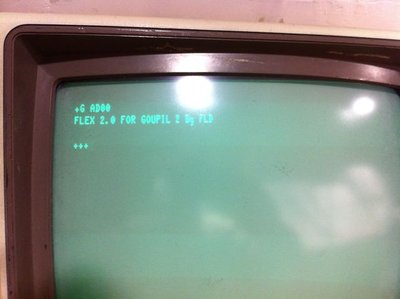 +G AD00
FLEX 2.0 FOR GOUPIL 2 By FLD
+++